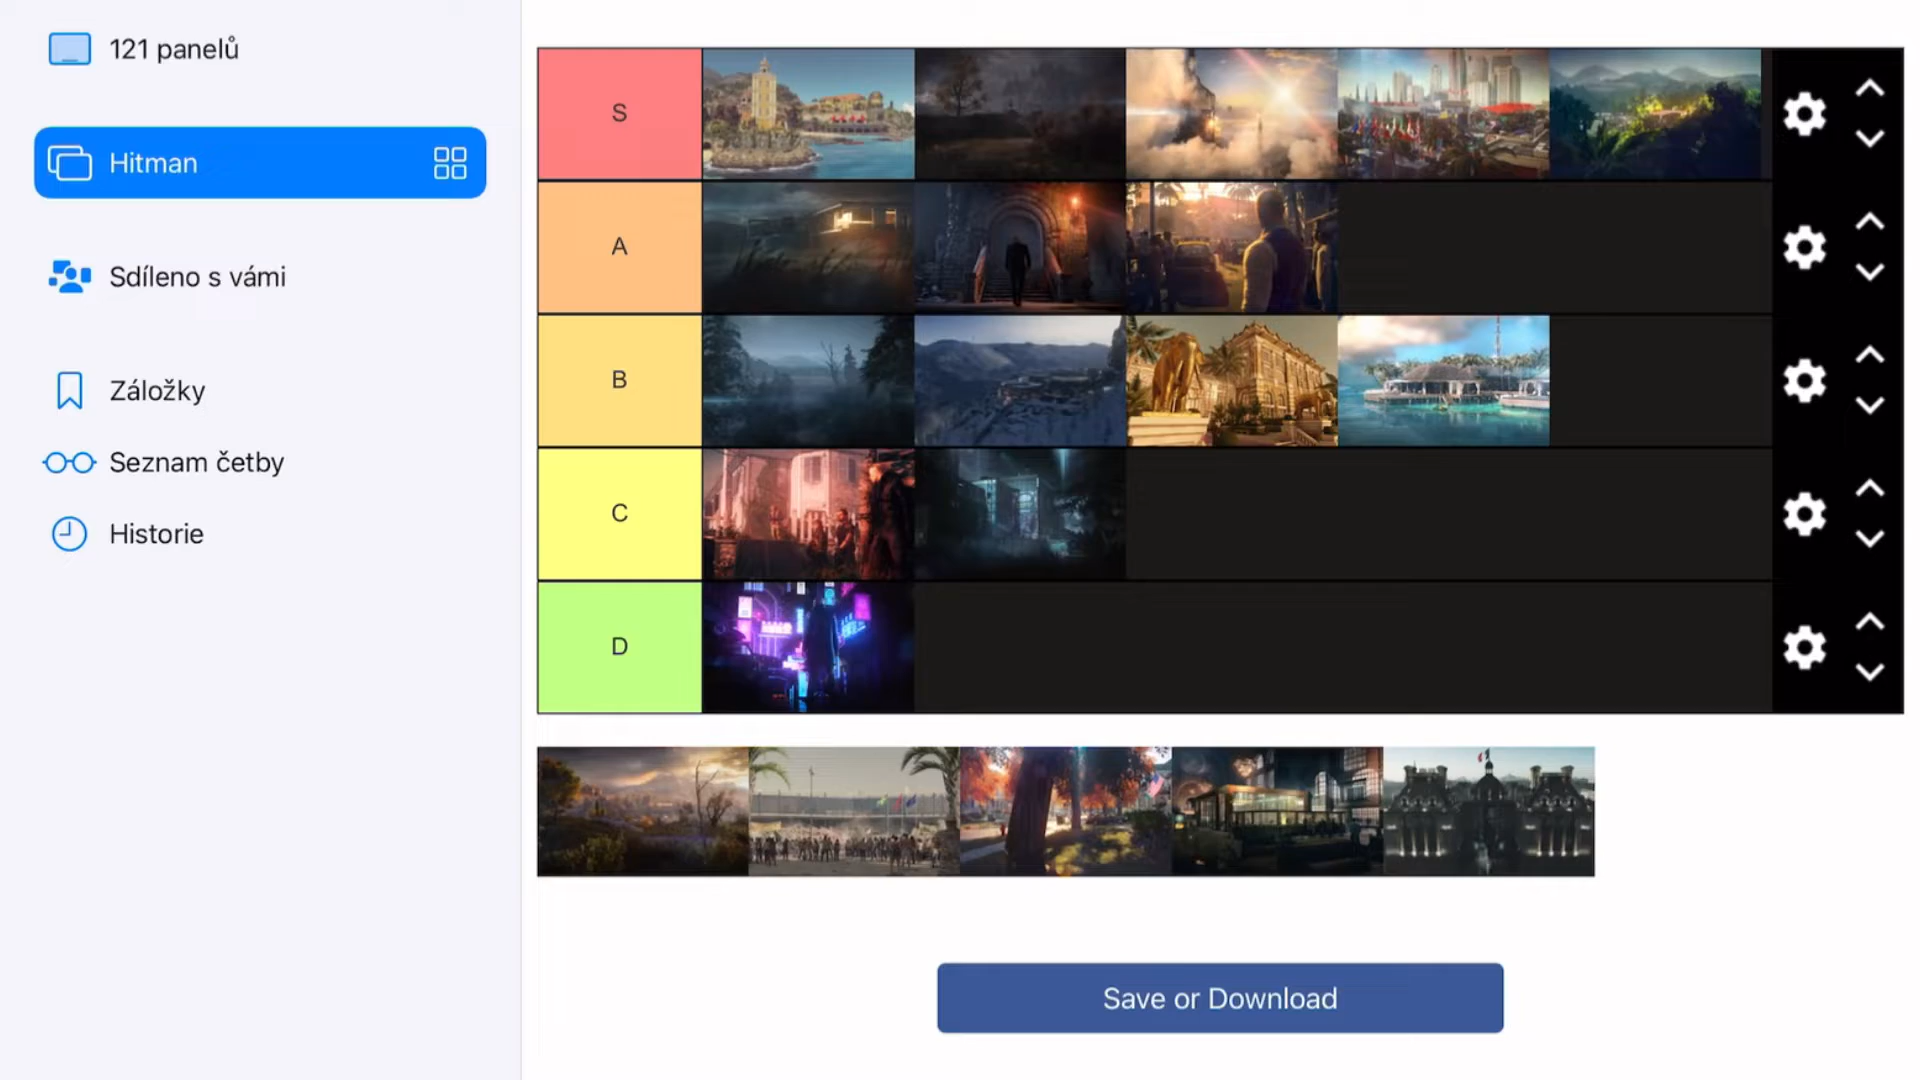 121 panelů
Hitman
Sdíleno s vámi
Záložky
Seznam četby
Historie
S
A
B
C
D
Save or Download